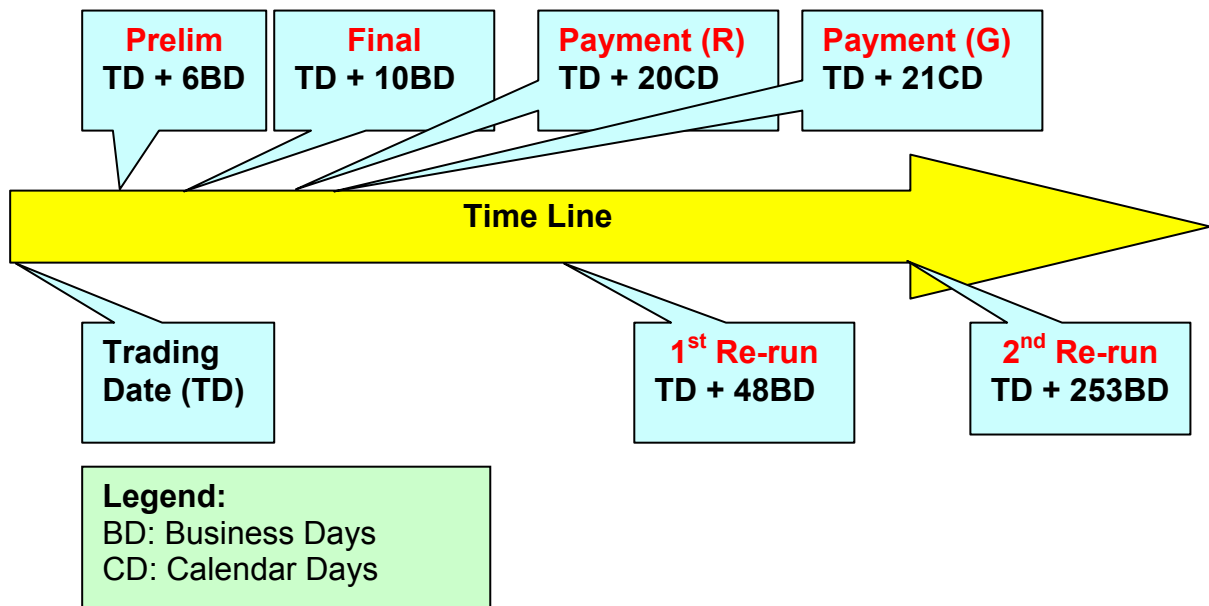 Prelim
TD + 6BD
Final
TD + 10BD
Payment (R)
TD + 20CD
Payment (G)
TD + 21CD
Time Line
Trading
Date (TD)
1st Re-run
TD + 48BD
2nd Re-run
TD + 253BD
Legend:
BD: Business Days
CD: Calendar Days